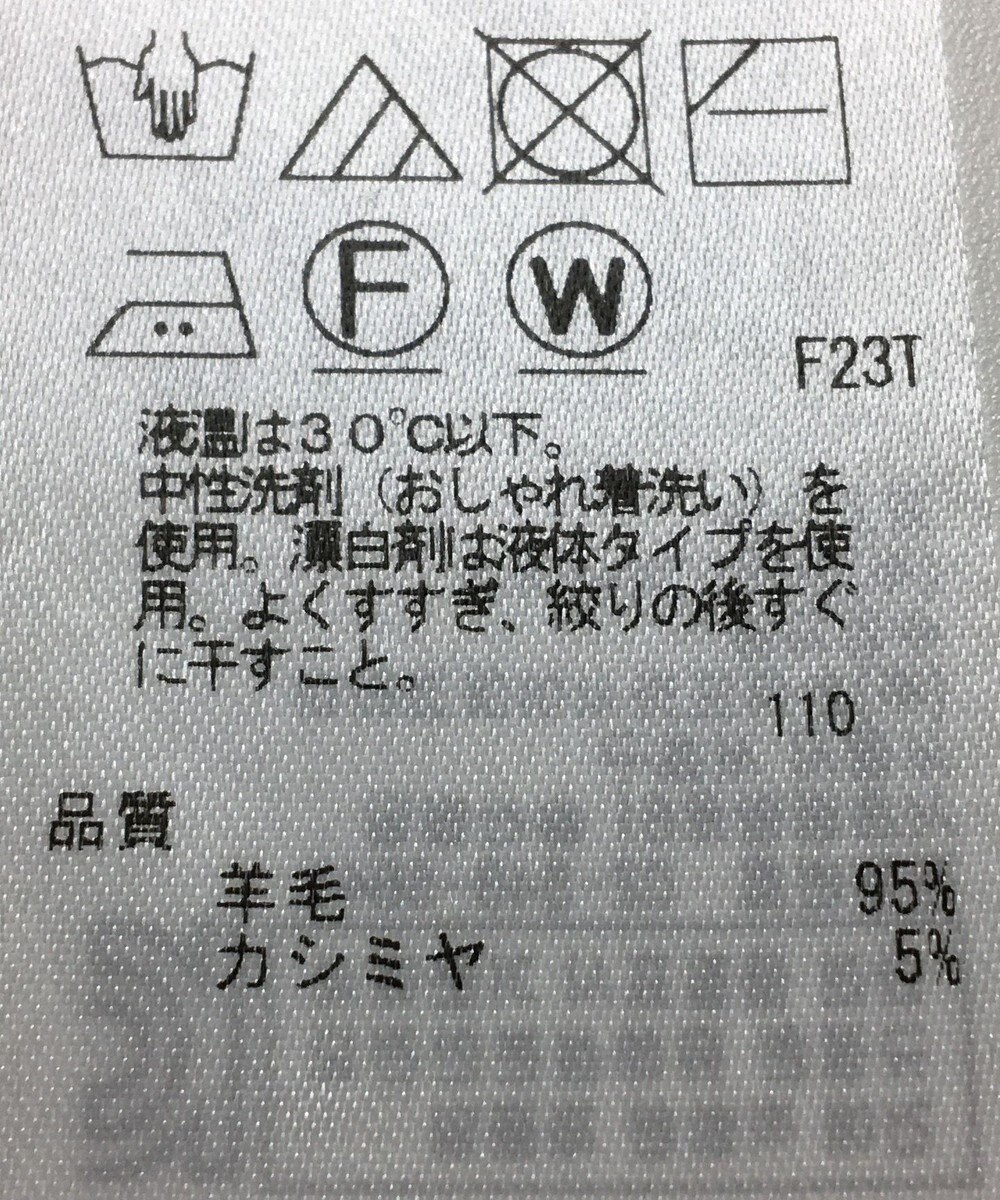 F W
F23T
液温は30℃以下。
中性洗剤（おしゃれ着洗い）を
使用。漂白剤は液体タイプを使
用。よくすすぎ、絞りの後すぐ
に干すこと。
110
品質
羊毛 95%
カシミヤ 5%